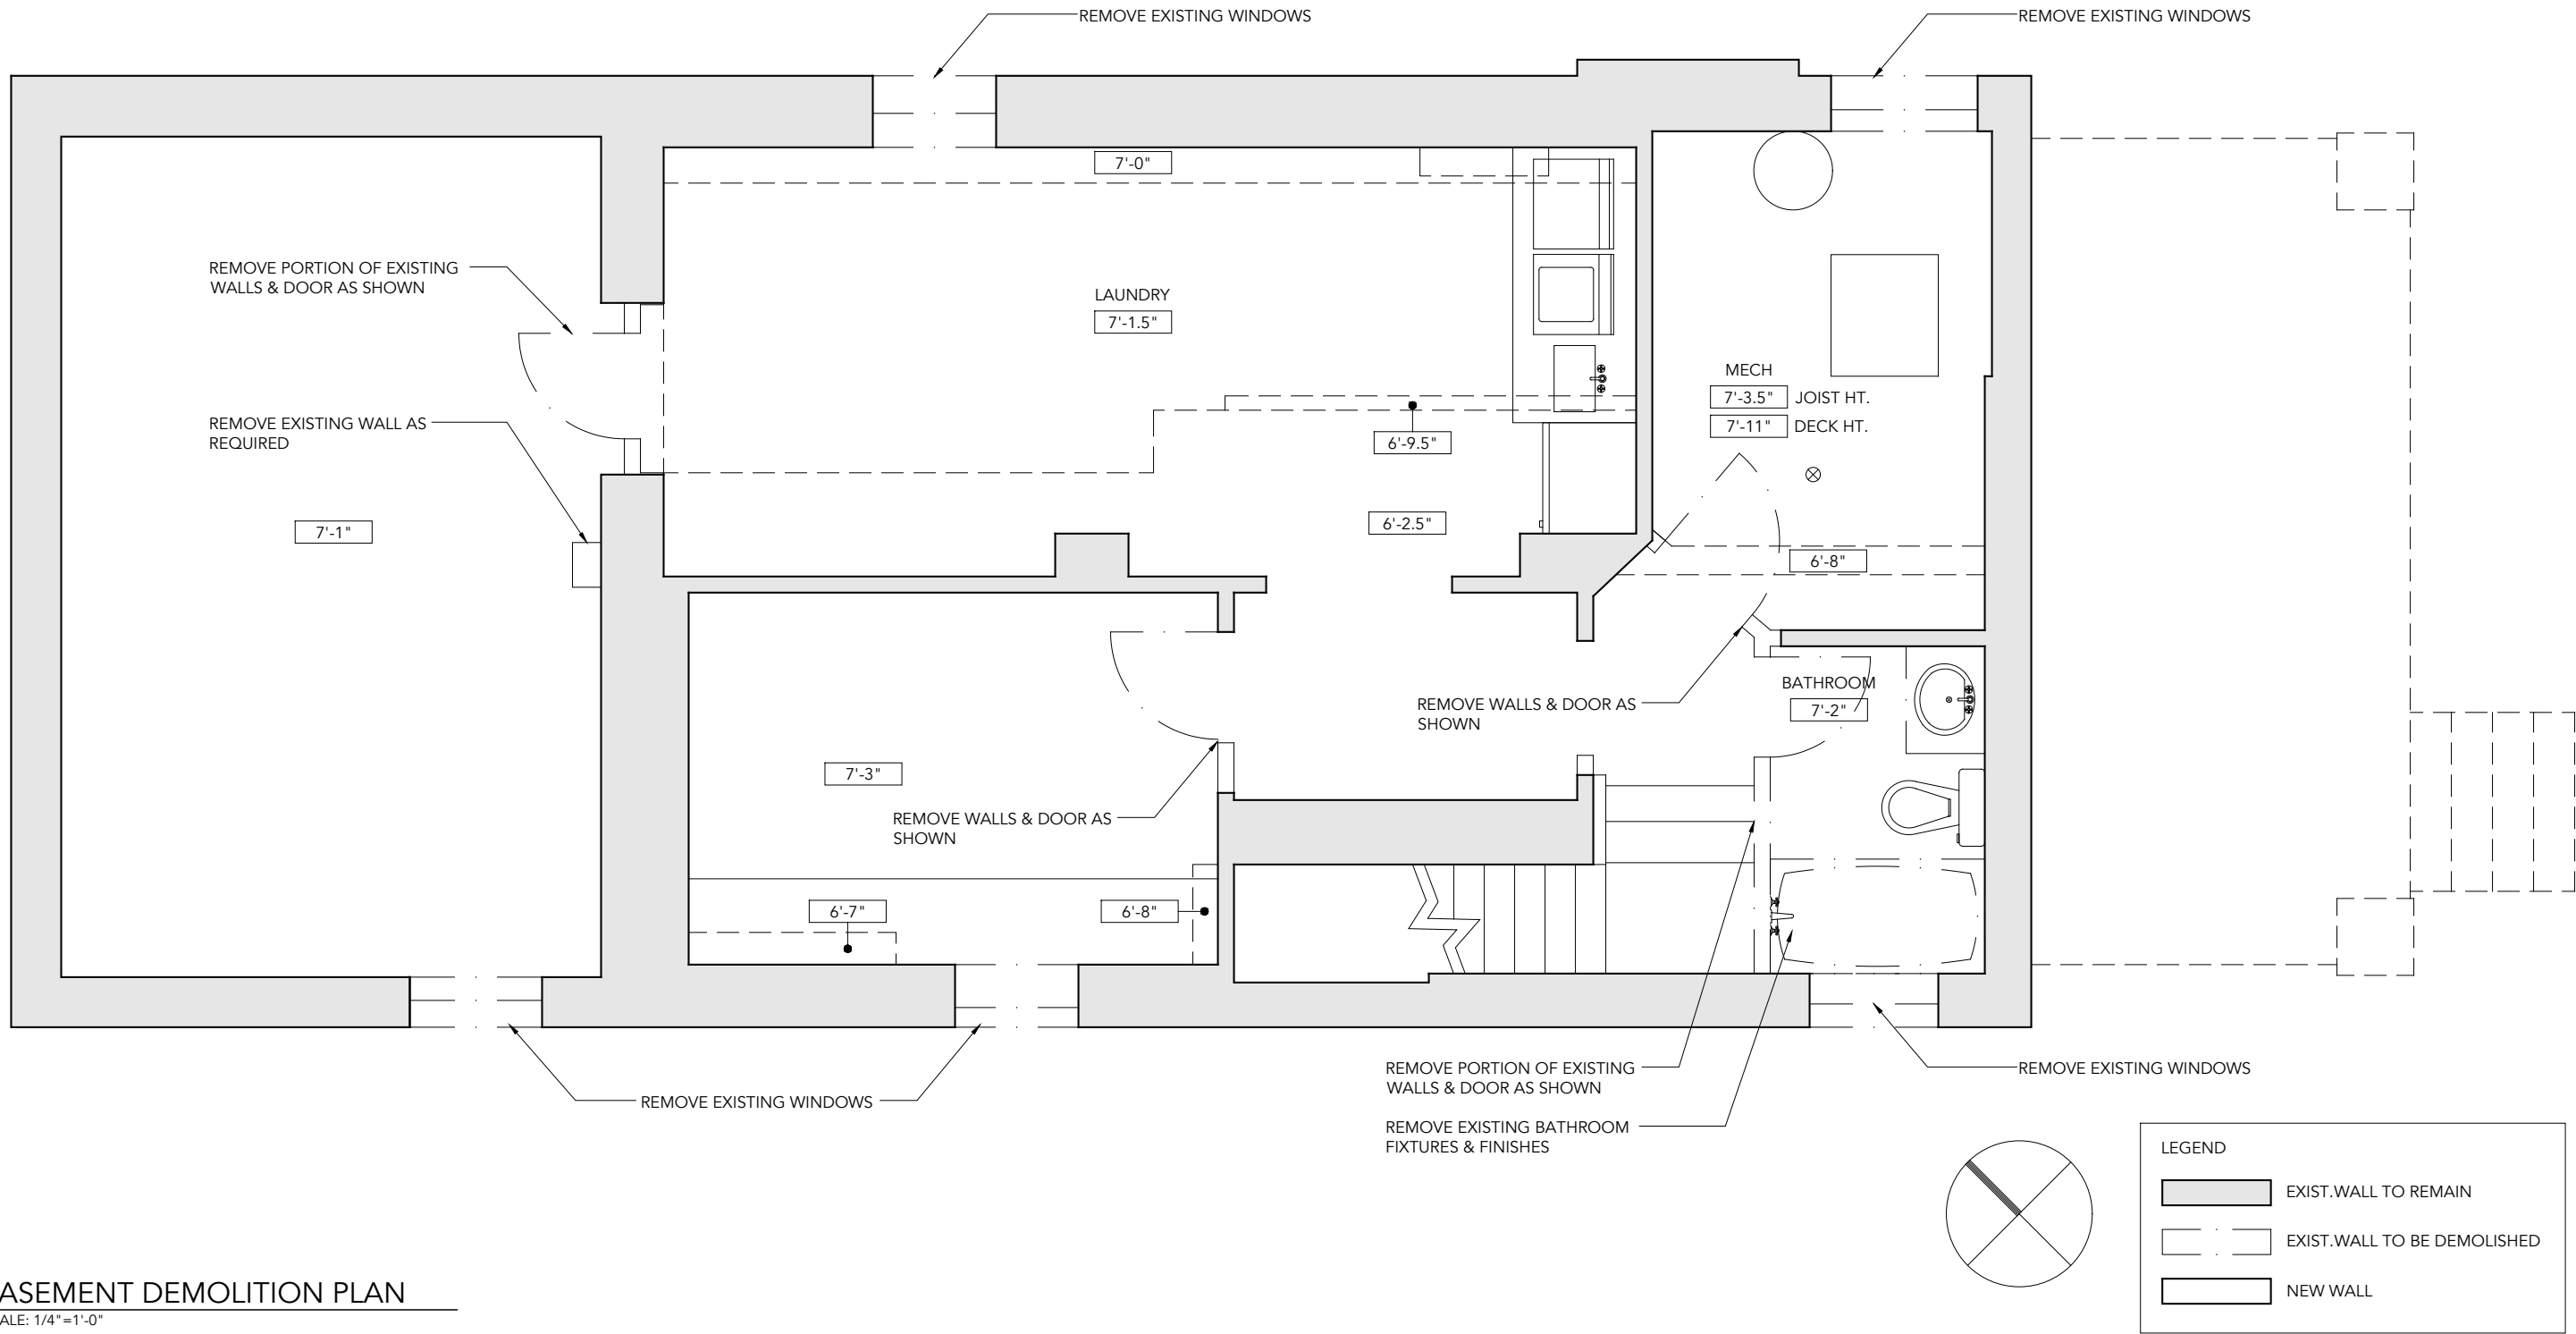 REMOVE EXISTING WINDOWS
REMOVE EXISTING WINDOWS
7'-0"
REMOVE PORTION OF EXISTING
WALLS & DOOR AS SHOWN
LAUNDRY
7'-1.5"
MECH
7'-3.5" JOIST HT.
7'-11" DECK HT.
REMOVE EXISTING WALL AS
REQUIRED
6'-9.5"
7'-1"
6'-2.5"
6'-8"
REMOVE WALLS & DOOR AS
SHOWN
BATHROOM
7'-2"
7'-3"
REMOVE WALLS & DOOR AS
SHOWN
6'-7"
6'-8"
REMOVE PORTION OF EXISTING
WALLS & DOOR AS SHOWN
REMOVE EXISTING WINDOWS
REMOVE EXISTING WINDOWS
REMOVE EXISTING BATHROOM
FIXTURES & FINISHES
LEGEND
EXIST.WALL TO REMAIN
EXIST.WALL TO BE DEMOLISHED
NEW WALL
ASEMENT DEMOLITION PLAN
ALE: 1/4"=1'-0"